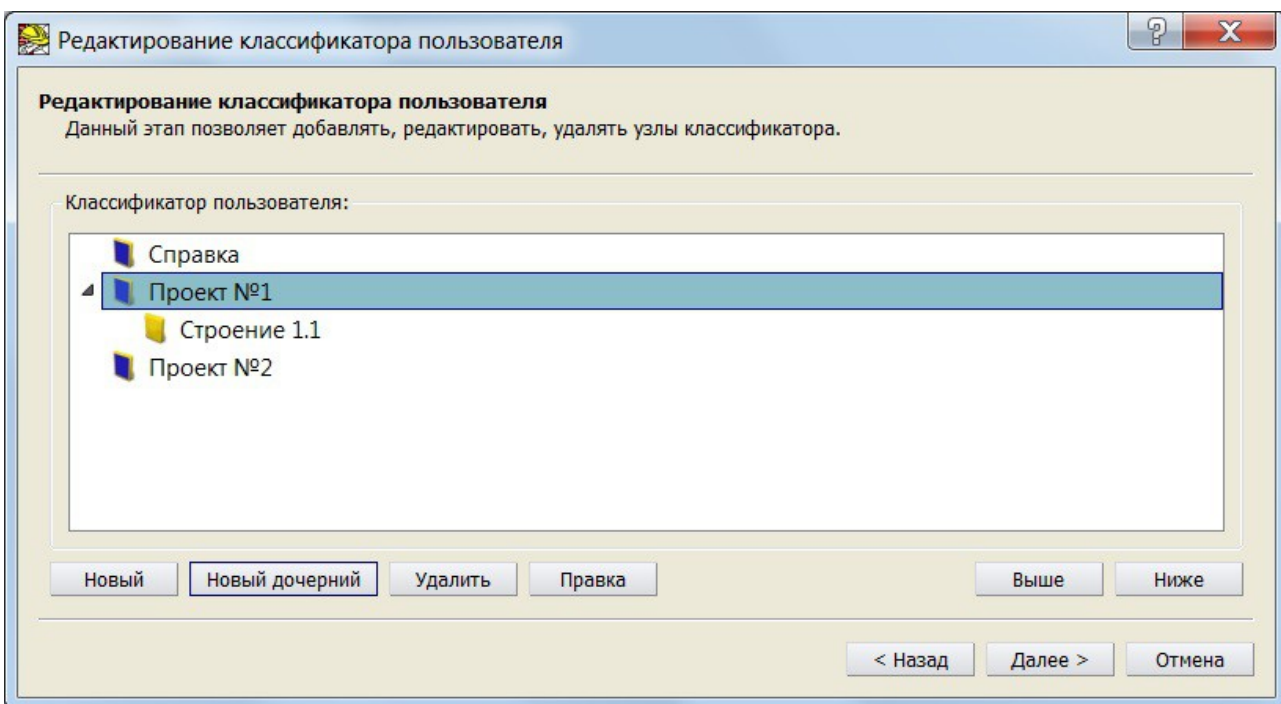 Редактирование классификатора пользователя
Редактирование классификатора пользователя
Данный этап позволяет добавлять, редактировать, удалять узлы классификатора.
Классификатор пользователя:
Справка
Проект №1
Строение 1.1
Проект №2
Новый Новый дочерний Удалить Правка Выше Ниже
< Назад Далее > Отмена